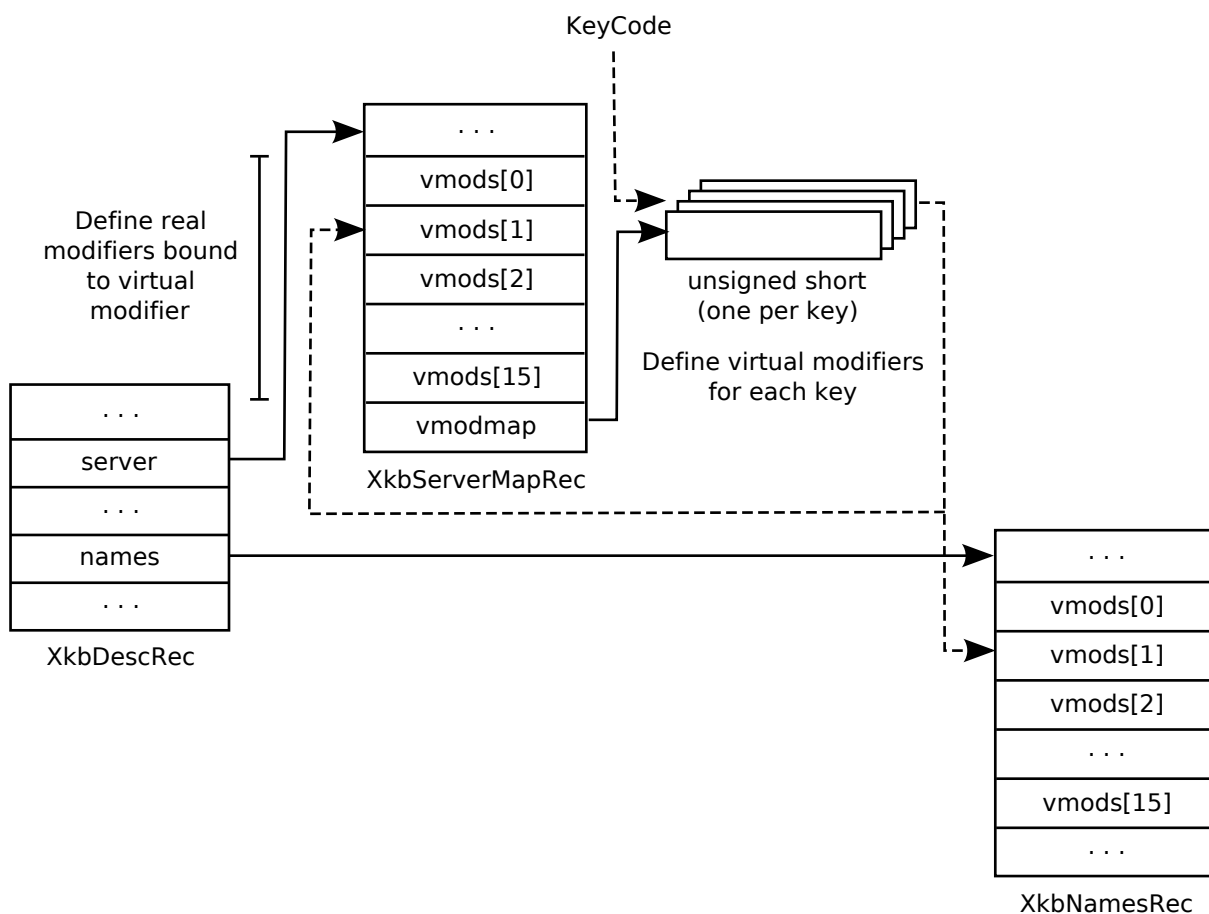 KeyCode
. . .
vmods[0]
vmods[1]
vmods[2]
. . .
vmods[15]
vmodmap
XkbServerMapRec
Define real
modifiers bound
to virtual
modifier
unsigned short
(one per key)
Define virtual modifiers
for each key
. . .
server
. . .
names
. . .
XkbDescRec
. . .
vmods[0]
vmods[1]
vmods[2]
. . .
vmods[15]
. . .
XkbNamesRec